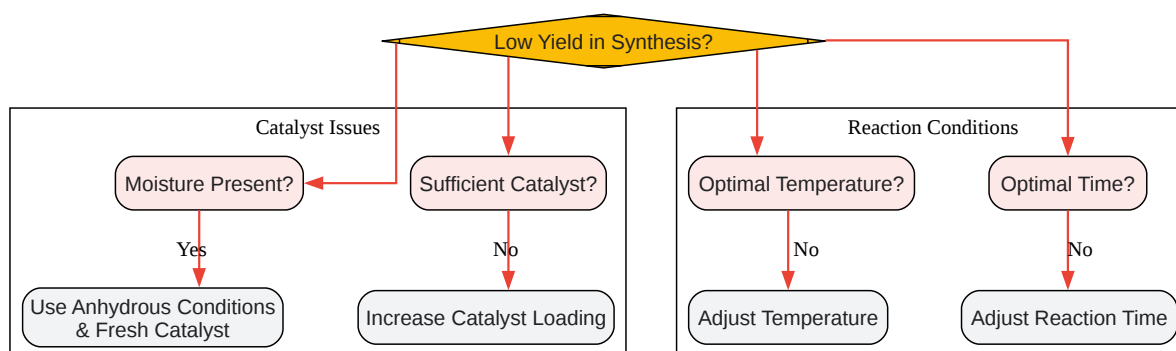 Low Yield in Synthesis?
Catalyst Issues
Reaction Conditions
Moisture Present?
Sufficient Catalyst?
Optimal Temperature?
Optimal Time?
Yes
No
No
No
Use Anhydrous Conditions
& Fresh Catalyst
Increase Catalyst Loading
Adjust Temperature
Adjust Reaction Time